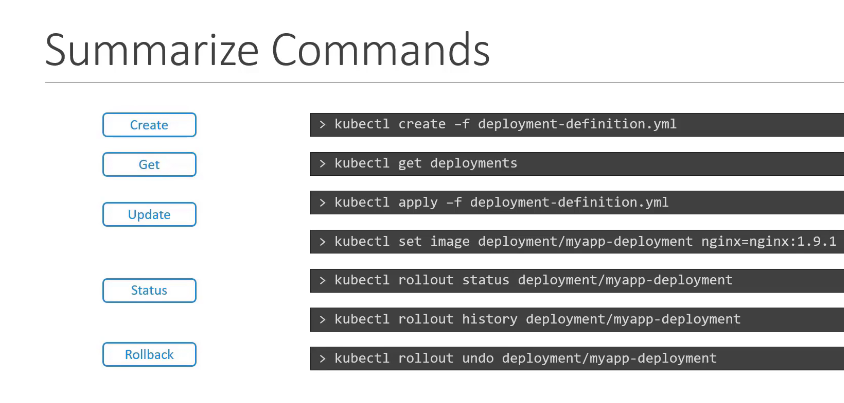 Summarize Commands
Create
> kubectl create –f deployment-definition.yml
Get
> kubectl get deployments
Update
> kubectl apply –f deployment-definition.yml
> kubectl set image deployment/myapp-deployment nginx=nginx:1.9.1
Status
> kubectl rollout status deployment/myapp-deployment
> kubectl rollout history deployment/myapp-deployment
Rollback
> kubectl rollout undo deployment/myapp-deployment